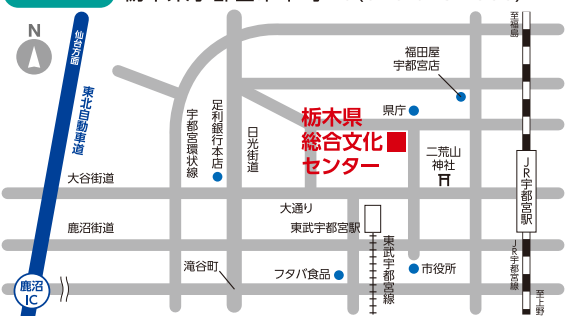 N
仙台方面
東北自動車道
至福島
福田屋
宇都宮店
県庁
栃木県
総合文化
センター
足利銀行本店
日光街道
宇都宮環状線
二荒山
神社
JR宇都宮駅
大谷街道
大通り
鹿沼街道
東武宇都宮駅
東武宇都宮線
JR宇都宮線
滝谷町
フタバ食品
市役所
鹿沼
IC
至上野